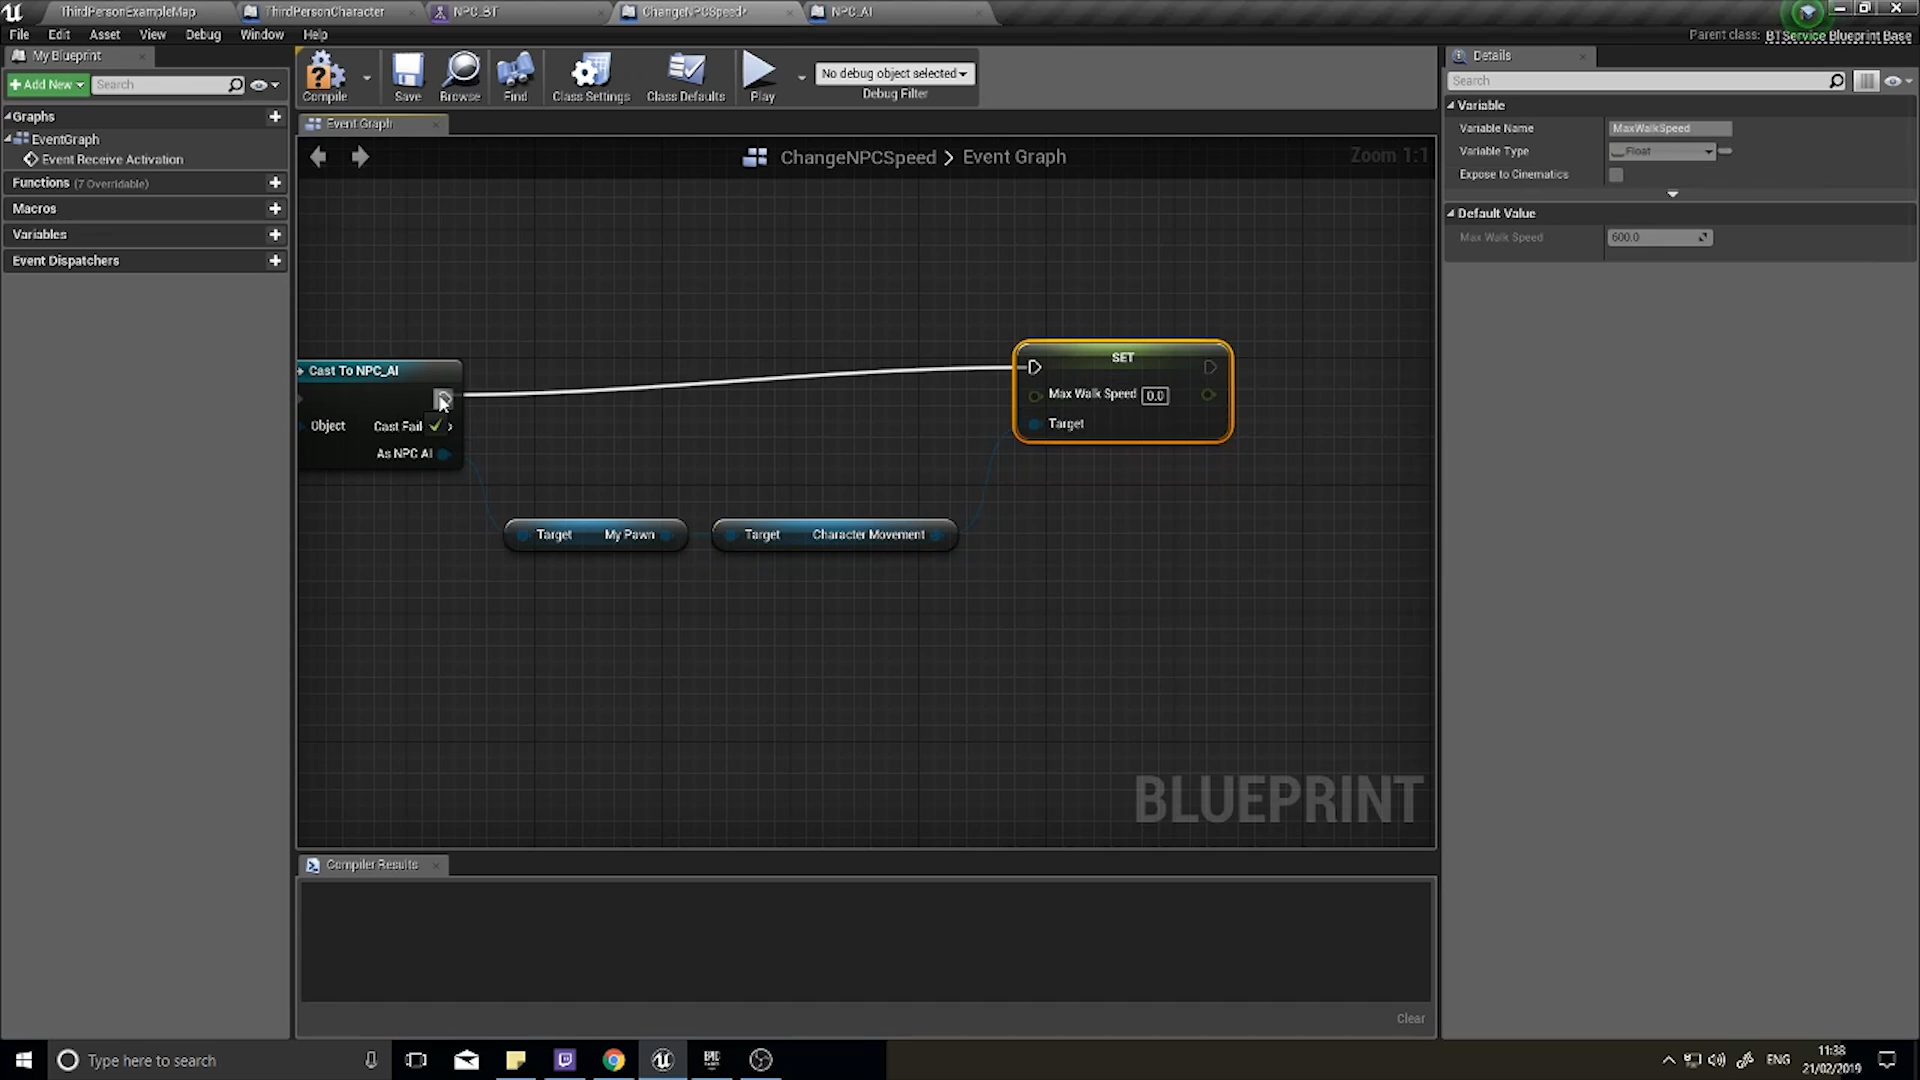 ThirdPersonExampleMap
ThirdPersonCharacter
NPC_BT
ChangeNPCSpeed*
NPC_AI
File Edit Asset View Debug Window Help
Parent class: BTService Blueprint Base
My Blueprint
Add New
Search
Compile
Save
Browse
Find
Class Settings
Class Defaults
Play
No debug object selected
Debug Filter
Details
Search
Graphs
EventGraph
Event Receive Activation
Functions (7 Overridable)
Macros
Variables
Event Dispatchers
Event Graph
ChangeNPCSpeed > Event Graph
Zoom 1:1
Variable
Variable Name MaxWalkSpeed
Variable Type Float
Expose to Cinematics
Default Value
Max Walk Speed 600.0
Cast To NPC_AI
Object Cast Fail
As NPC AI
SET
Max Walk Speed 0.0
Target
Target My Pawn
Target Character Movement
BLUEPRINT
Compiler Results
Clear
Type here to search
EPIC
ENG
11:38
21/02/2019